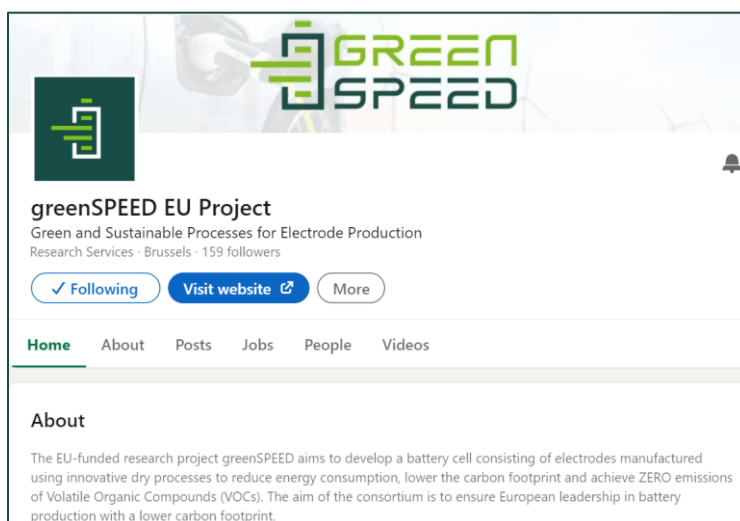 GREEN
SPEED
greenSPEED EU Project
Green and Sustainable Processes for Electrode Production
Research Services · Brussels · 159 followers
✓ Following
Visit website
More
Home About Posts Jobs People Videos
About
The EU-funded research project greenSPEED aims to develop a battery cell consisting of electrodes manufactured
using innovative dry processes to reduce energy consumption, lower the carbon footprint and achieve ZERO emissions
of Volatile Organic Compounds (VOCs). The aim of the consortium is to ensure European leadership in battery
production with a lower carbon footprint.